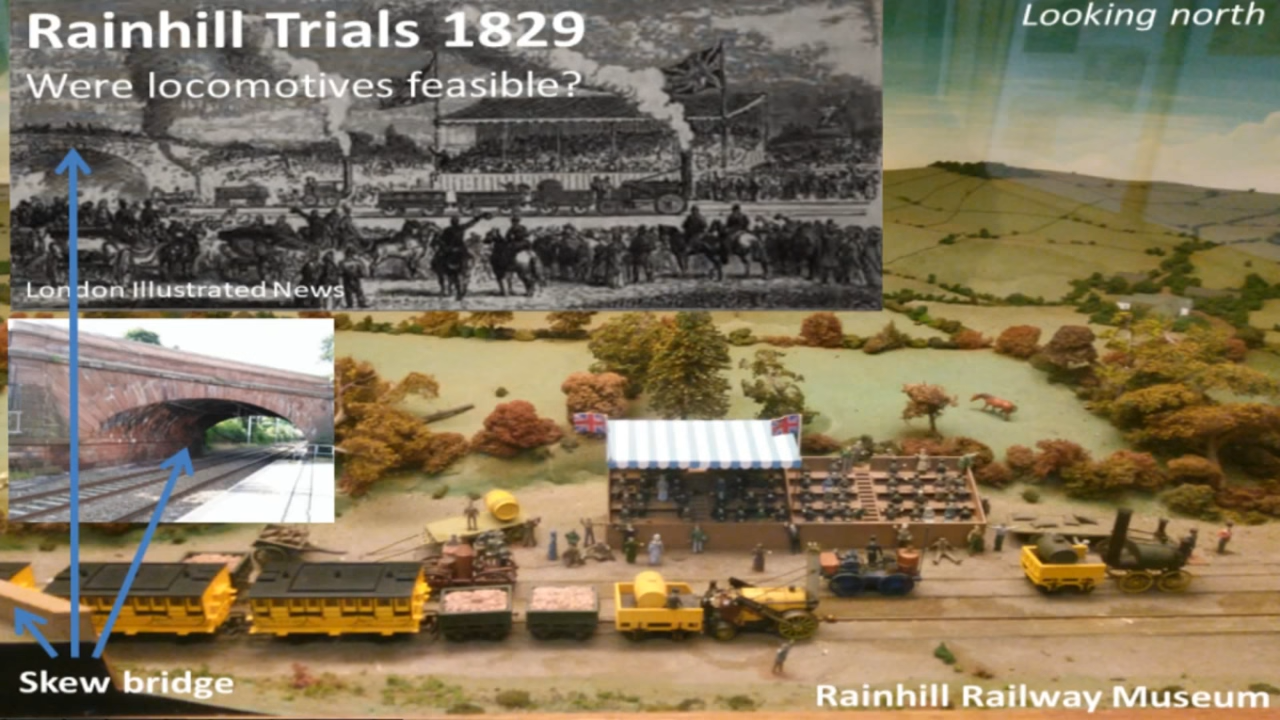 Rainhill Trials 1829
Looking north
Were locomotives feasible?
London Illustrated News
Skew bridge
Rainhill Railway Museum